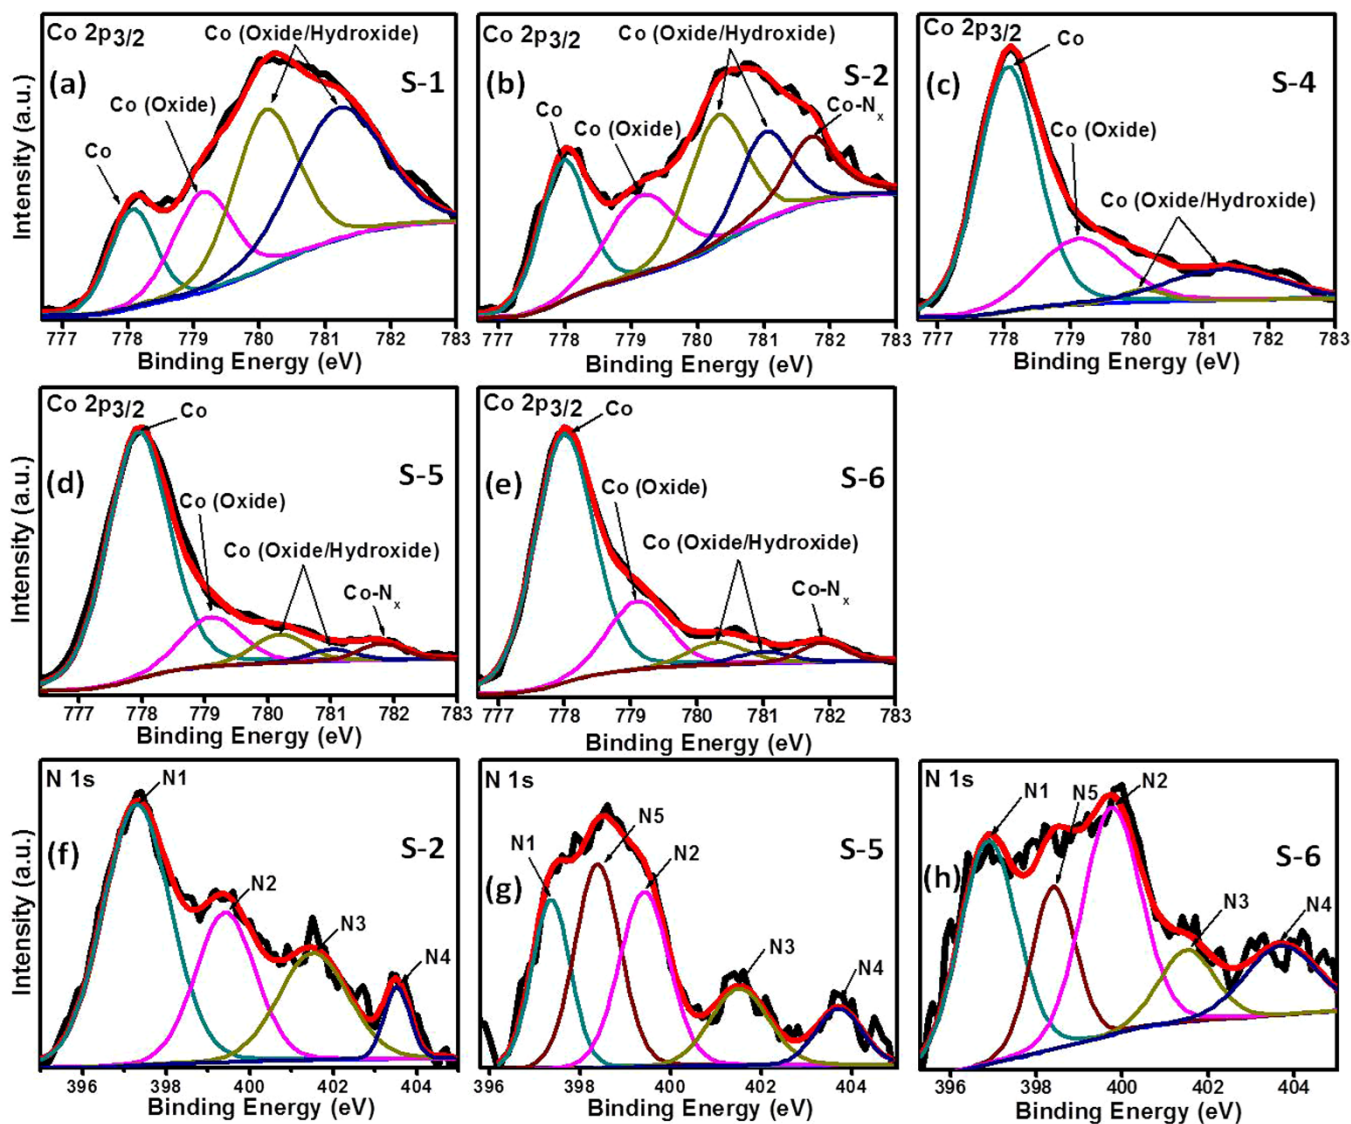 Intensity (a.u.)
Co 2p3/2
(a)
S-1
Co (Oxide/Hydroxide)
Co (Oxide)
Co
777 778 779 780 781 782 783
Binding Energy (eV)
Co 2p3/2
(b)
S-2
Co (Oxide/Hydroxide)
Co-Nx
Co
Co (Oxide)
777 778 779 780 781 782 783
Binding Energy (eV)
Co 2p3/2
(c)
S-4
Co
Co (Oxide)
Co (Oxide/Hydroxide)
777 778 779 780 781 782 783
Binding Energy (eV)
Intensity (a.u.)
Co 2p3/2
(d)
S-5
Co
Co (Oxide)
Co (Oxide/Hydroxide)
Co-Nx
777 778 779 780 781 782 783
Binding Energy (eV)
Co 2p3/2
(e)
S-6
Co
Co (Oxide)
Co (Oxide/Hydroxide)
Co-Nx
777 778 779 780 781 782 783
Binding Energy (eV)
Intensity (a.u.)
N 1s
(f)
S-2
N1
N2
N3
N4
396 398 400 402 404
Binding Energy (eV)
N 1s
(g)
S-5
N1
N5
N2
N3
N4
396 398 400 402 404
Binding Energy (eV)
N 1s
(h)
S-6
N1
N5
N2
N3
N4
396 398 400 402 404
Binding Energy (eV)